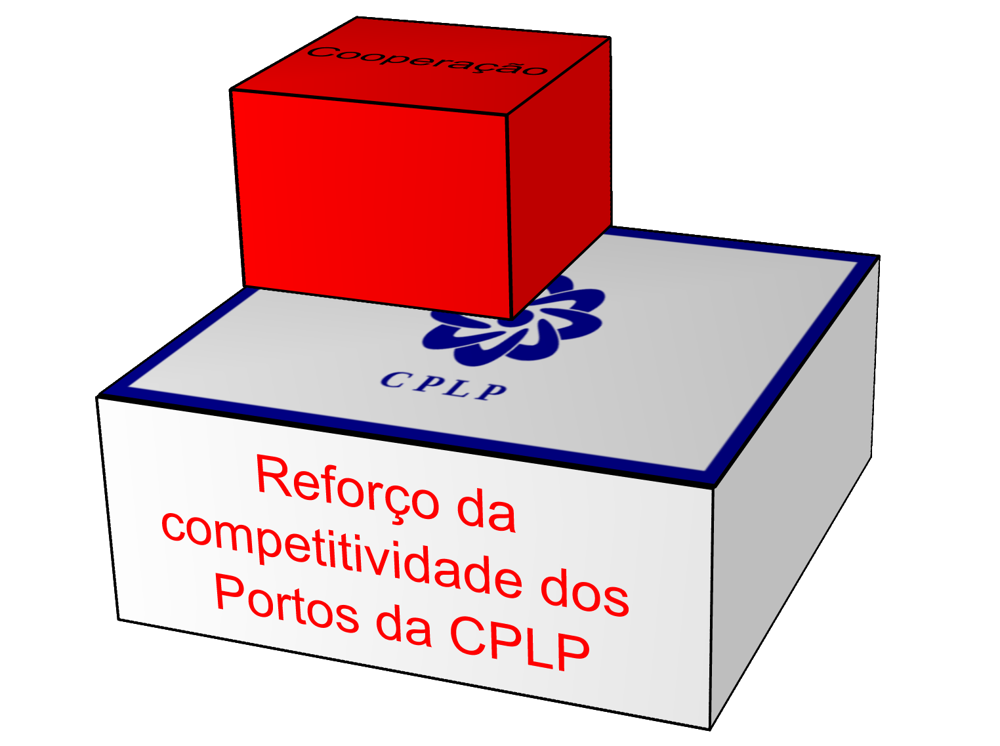 Cooperação
CPLP
Reforço da
competitividade dos
Portos da CPLP